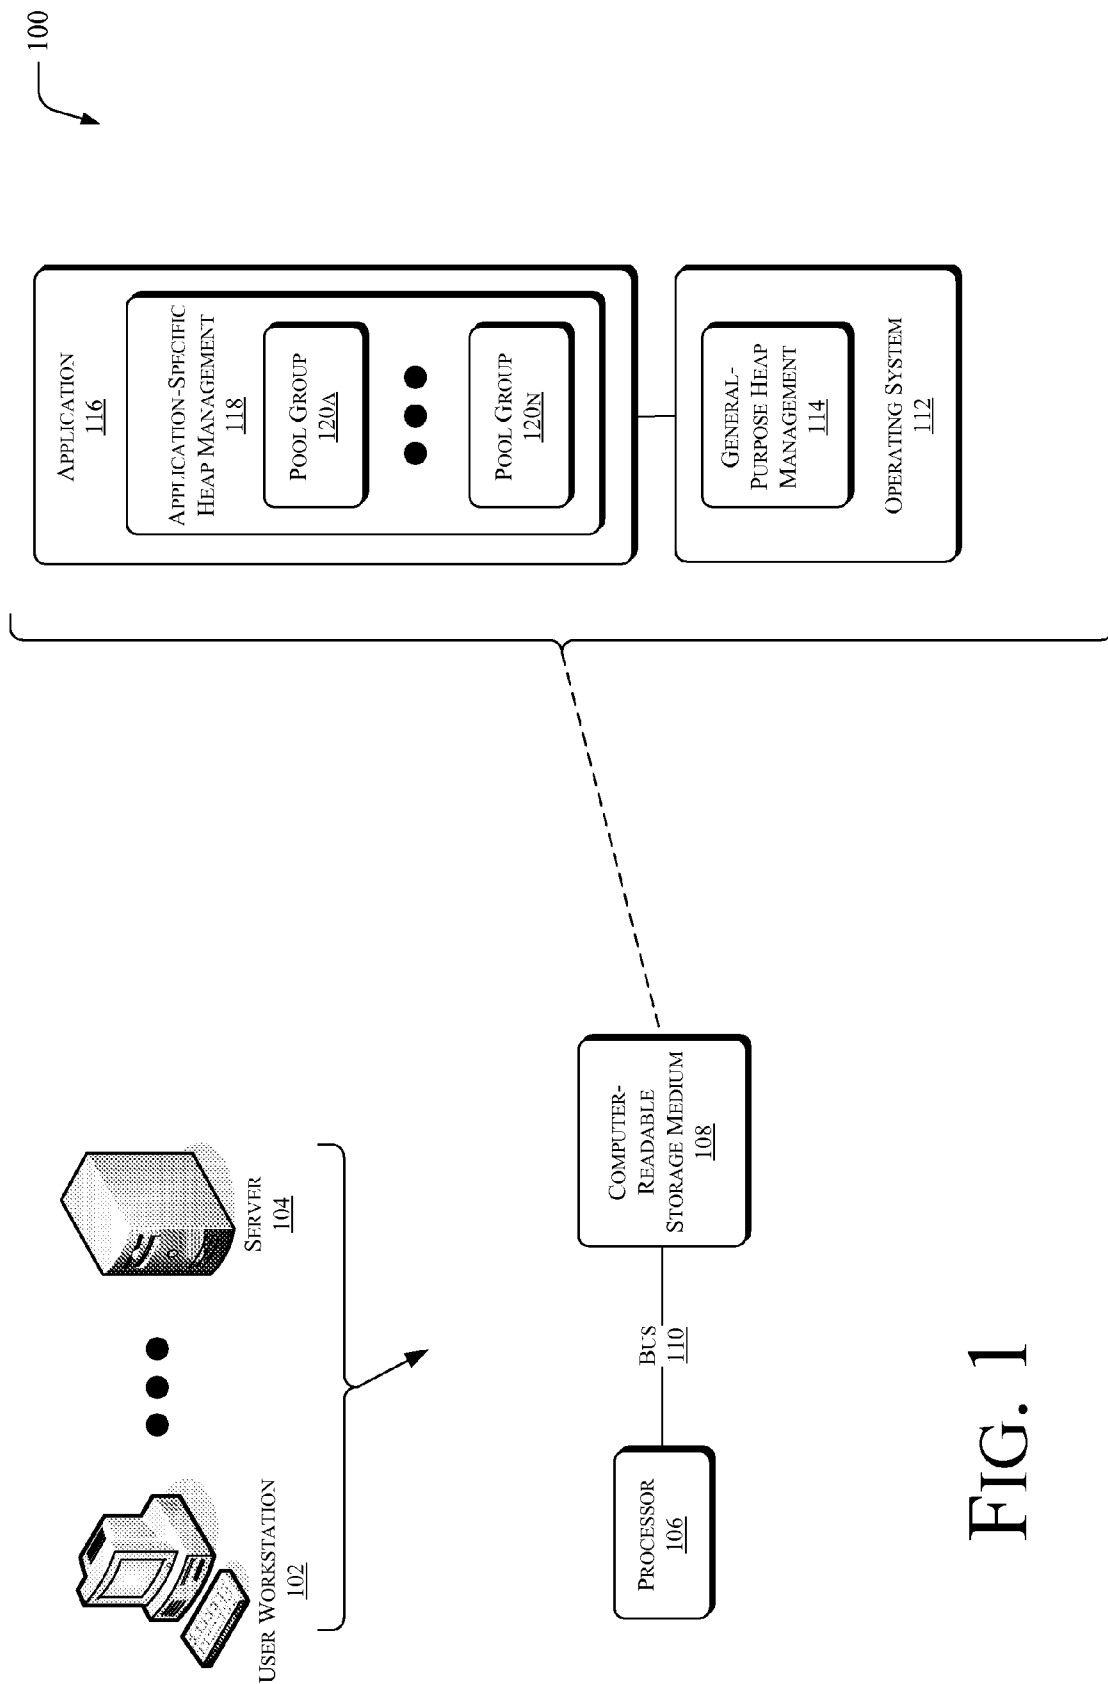 100
USER WORKSTATION
102
SERVER
104
APPLICATION
116
APPLICATION-SPECIFIC
HEAP MANAGEMENT
118
POOL GROUP
120A
POOL GROUP
120N
PROCESSOR
106
BUS
110
COMPUTER-
READABLE
STORAGE MEDIUM
108
GENERAL-
PURPOSE HEAP
MANAGEMENT
114
OPERATING SYSTEM
112
FIG. 1